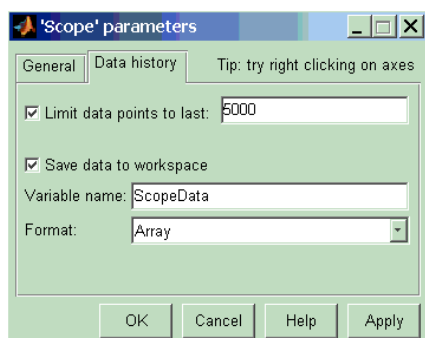 'Scope' parameters
General Data history Tip: try right clicking on axes
Limit data points to last: 5000
Save data to workspace
Variable name: ScopeData
Format: Array
OK Cancel Help Apply